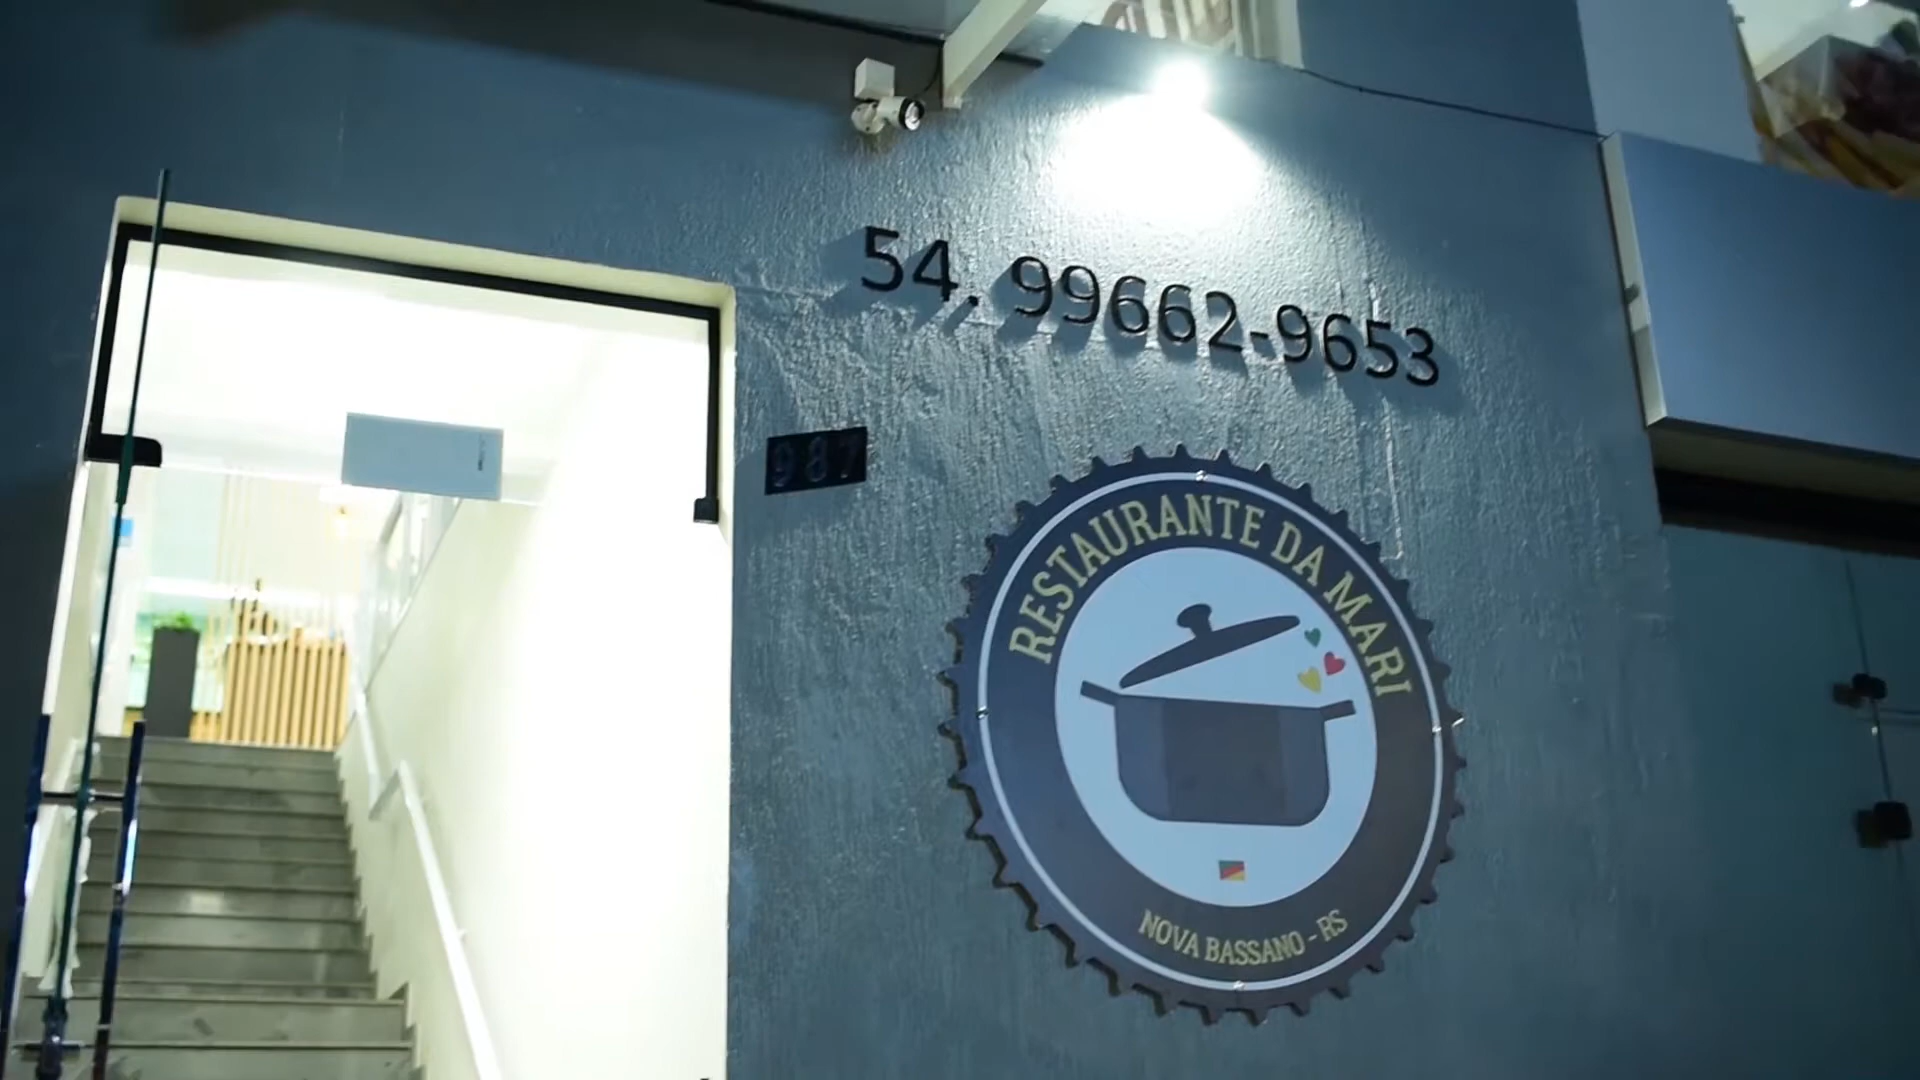 54. 99662-9653
987
RESTAURANTE DA MARI
NOVA BASSANO - RS